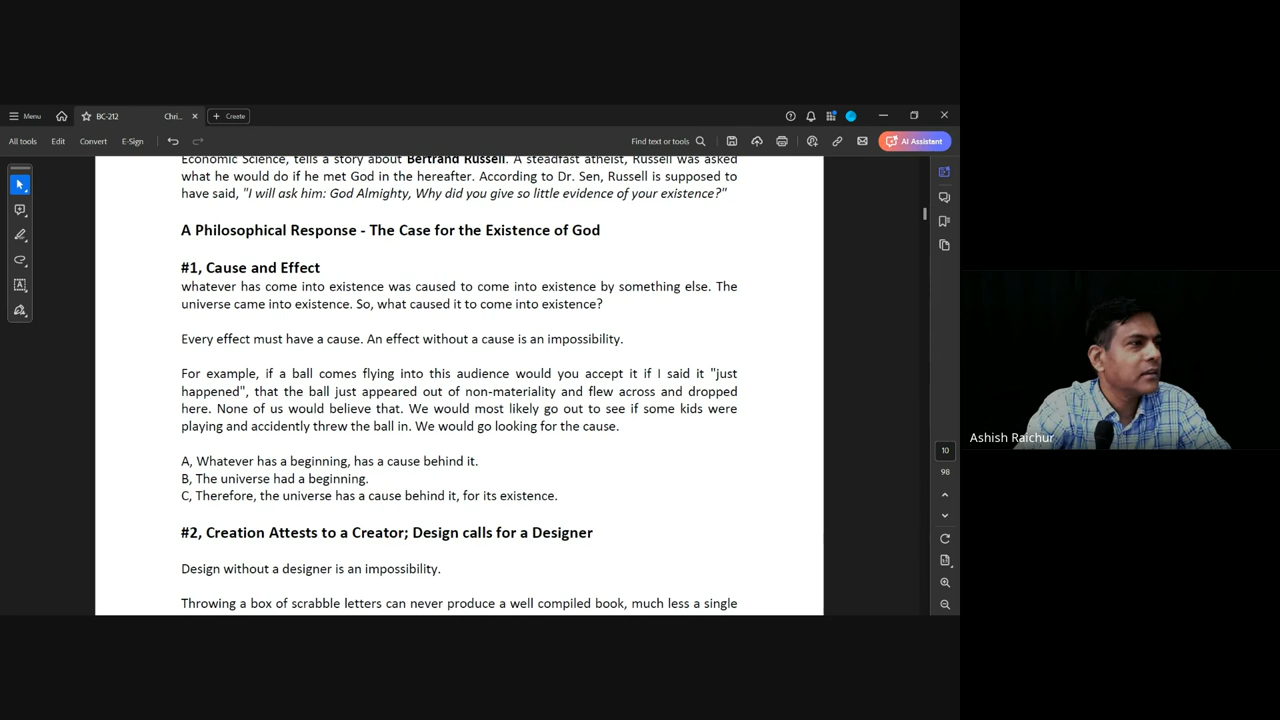 Menu
BC-212
Chri...
Create
All tools
Edit
Convert
E-Sign
Find text or tools
AI Assistant
Economic Science, tells a story about Bertrand Russell. A steadfast atheist, Russell was asked
what he would do if he met God in the hereafter. According to Dr. Sen, Russell is supposed to
have said, "I will ask him: God Almighty, Why did you give so little evidence of your existence?"
A Philosophical Response - The Case for the Existence of God
#1, Cause and Effect
whatever has come into existence was caused to come into existence by something else. The
universe came into existence. So, what caused it to come into existence?
Every effect must have a cause. An effect without a cause is an impossibility.
For example, if a ball comes flying into this audience would you accept it if I said it "just
happened", that the ball just appeared out of non-materiality and flew across and dropped
here. None of us would believe that. We would most likely go out to see if some kids were
playing and accidently threw the ball in. We would go looking for the cause.
A, Whatever has a beginning, has a cause behind it.
B, The universe had a beginning.
C, Therefore, the universe has a cause behind it, for its existence.
#2, Creation Attests to a Creator; Design calls for a Designer
Design without a designer is an impossibility.
Throwing a box of scrabble letters can never produce a well compiled book, much less a single
10
98
Ashish Raichur